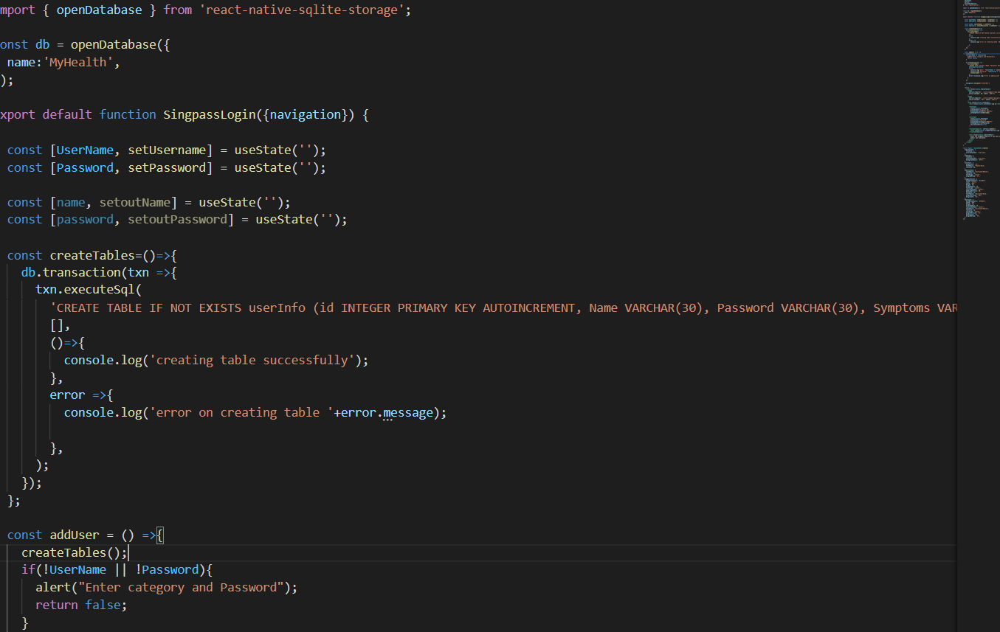 mport { openDatabase } from 'react-native-sqlite-storage';
onst db = openDatabase({
name:'MyHealth',
);
xport default function SingpassLogin({navigation}) {
const [UserName, setUsername] = useState('');
const [Password, setPassword] = useState('');
const [name, setoutName] = useState('');
const [password, setoutPassword] = useState('');
const createTables=()=>{
db.transaction(txn =>{
txn.executeSql(
'CREATE TABLE IF NOT EXISTS userInfo (id INTEGER PRIMARY KEY AUTOINCREMENT, Name VARCHAR(30), Password VARCHAR(30), Symptoms VAR
[],
()=>{
console.log('creating table successfully');
},
error =>{
console.log('error on creating table '+error.message);
},
);
});
};
const addUser = () =>{
createTables();
if(!UserName || !Password){
alert("Enter category and Password");
return false;
}